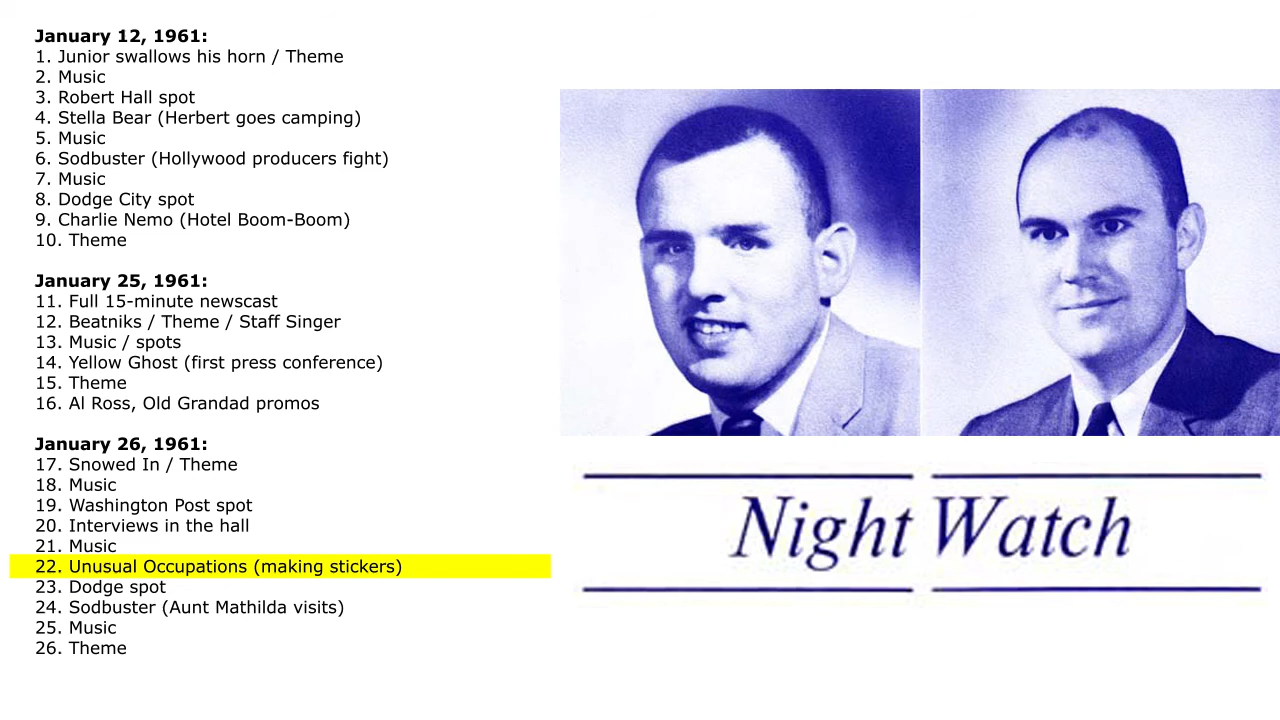 January 12, 1961:
1. Junior swallows his horn / Theme
2. Music
3. Robert Hall spot
4. Stella Bear (Herbert goes camping)
5. Music
6. Sodbuster (Hollywood producers fight)
7. Music
8. Dodge City spot
9. Charlie Nemo (Hotel Boom-Boom)
10. Theme
January 25, 1961:
11. Full 15-minute newscast
12. Beatniks / Theme / Staff Singer
13. Music / spots
14. Yellow Ghost (first press conference)
15. Theme
16. Al Ross, Old Grandad promos
January 26, 1961:
17. Snowed In / Theme
18. Music
19. Washington Post spot
20. Interviews in the hall
21. Music
22. Unusual Occupations (making stickers)
23. Dodge spot
24. Sodbuster (Aunt Mathilda visits)
25. Music
26. Theme
Night Watch